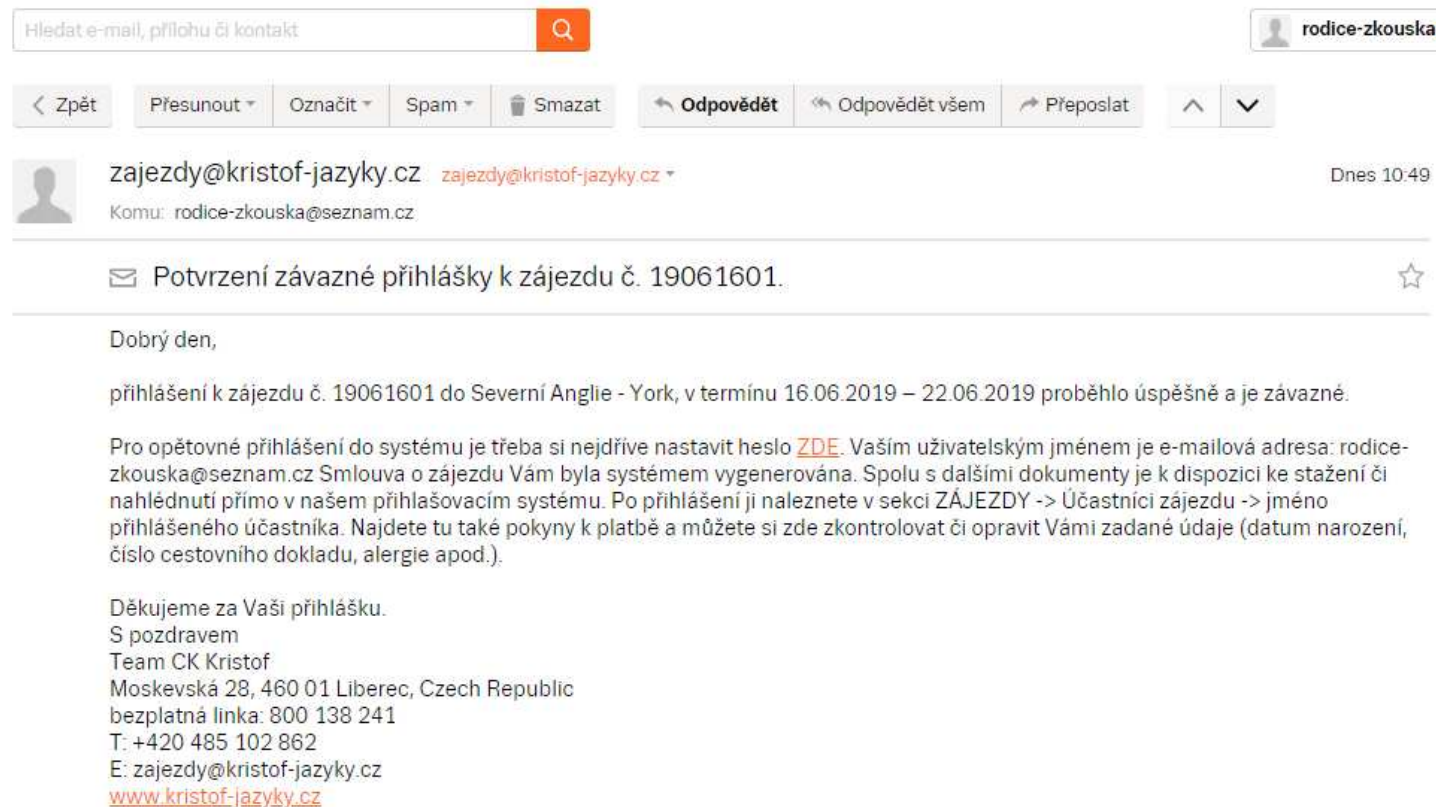 Hledat e-mail, přílohu či kontakt
rodice-zkouska
Zpět Přesunout Označit Spam Smazat Odpovědět Odpovědět všem Přeposlat
zajezdy@kristof-jazyky.cz zajezdy@kristof-jazyky.cz Dnes 10:49
Komu: rodice-zkouska@seznam.cz
Potvrzení závazné přihlášky k zájezdu č. 19061601.
Dobrý den,
přihlášení k zájezdu č. 19061601 do Severní Anglie - York, v termínu 16.06.2019 – 22.06.2019 proběhlo úspěšně a je závazné.
Pro opětovné přihlášení do systému je třeba si nejdříve nastavit heslo ZDE. Vaším uživatelským jménem je e-mailová adresa: rodice-
zkouska@seznam.cz Smlouva o zájezdu Vám byla systémem vygenerována. Spolu s dalšími dokumenty je k dispozici ke stažení či
nahlédnutí přímo v našem přihlašovacím systému. Po přihlášení ji naleznete v sekci ZÁJEZDY -> Účastníci zájezdu -> jméno
přihlášeného účastníka. Najdete tu také pokyny k platbě a můžete si zde zkontrolovat či opravit Vámi zadané údaje (datum narození,
číslo cestovního dokladu, alergie apod.).
Děkujeme za Vaši přihlášku.
S pozdravem
Team CK Kristof
Moskevská 28, 460 01 Liberec, Czech Republic
bezplatná linka: 800 138 241
T: +420 485 102 862
E: zajezdy@kristof-jazyky.cz
www.kristof-jazyky.cz